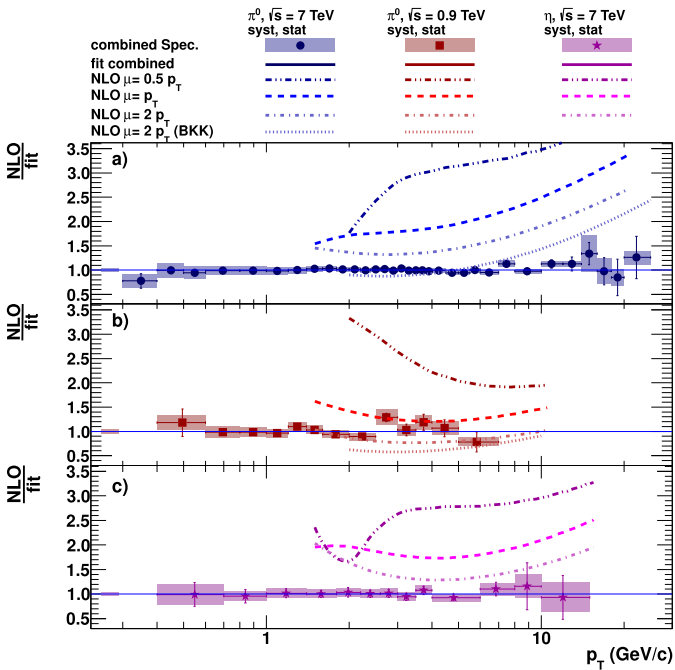 π⁰, √s = 7 TeV π⁰, √s = 0.9 TeV η, √s = 7 TeV
syst, stat syst, stat syst, stat
combined Spec.
fit combined
NLO μ= 0.5 p_T
NLO μ= p_T
NLO μ= 2 p_T
NLO μ= 2 p_T (BKK)
NLO/fit
a)
3.5
3.0
2.5
2.0
1.5
1.0
0.5
NLO/fit
b)
3.5
3.0
2.5
2.0
1.5
1.0
0.5
NLO/fit
c)
3.5
3.0
2.5
2.0
1.5
1.0
0.5
1 10
p_T (GeV/c)